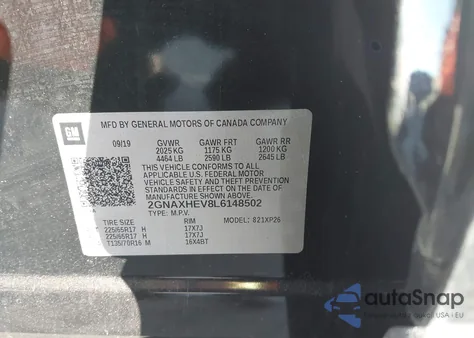 GM
MFD BY GENERAL MOTORS OF CANADA COMPANY.
09/19 GVWR GAWR FRT GAWR RR
2025 KG 1175 KG 1200 KG
4464 LB 2590 LB 2645 LB
THIS VEHICLE CONFORMS TO ALL
APPLICABLE U.S. FEDERAL MOTOR
VEHICLE SAFETY, BUMPER, AND THEFT
PREVENTION STANDARDS IN EFFECT ON
THE DATE OF MANUFACTURE SHOWN ABOVE.
2GNAXHEV8L6148502
TYPE: M.P.V. MODEL: 821XP26
TIRE SIZE RIM
225/65R17 H 17X7J
225/65R17 H 17X7J
T135/70R16 M 16X4BT
autoSnap
USA - EU